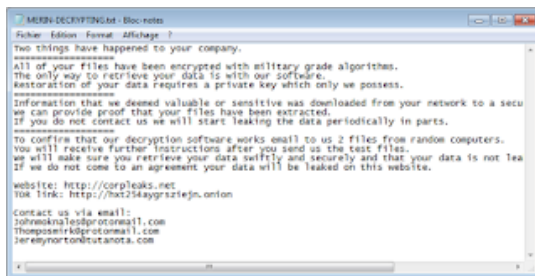 MERIN-DECRYPTING.txt - Bloc-notes
Fichier Edition Format Affichage ?
Two things have happened to your company.
==================
All of your files have been encrypted with military grade algorithms.
The only way to retrieve your data is with our software.
Restoration of your data requires a private key which only we possess.
==================
Information that we deemed valuable or sensitive was downloaded from your network to a secu
We can provide proof that your files have been extracted.
If you do not contact us we will start leaking the data periodically in parts.
==================
To confirm that our decryption software works email to us 2 files from random computers.
You will receive further instructions after you send us the test files.
We will make sure you retrieve your data swiftly and securely and that your data is not lea
If we do not come to an agreement your data will be leaked on this website.
Website: http://corpleaks.net
TOR link: http://hxt254aygrsziejn.onion
Contact us via email:
Johnmoknales@protonmail.com
Thomposmirk@protonmail.com
Jeremynorton@tutanota.com